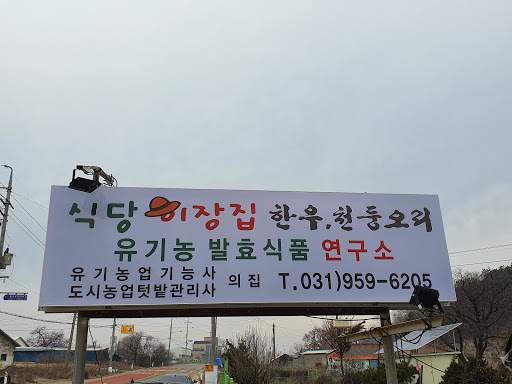 식당 이장집 한우, 천둥오리
유기농 발효식품 연구소
유기농업기능사
도시농업텃밭관리사 의집 T.031)959-6205